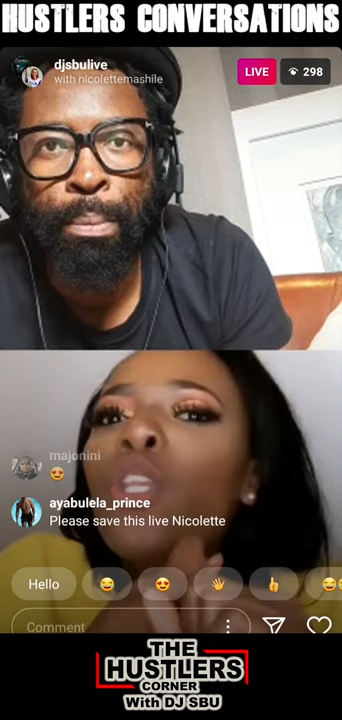 HUSTLERS CONVERSATIONS
djsbulive
with nicolettemashile
LIVE
298
majonini
ayabulela_prince
Please save this live Nicolette
Hello
Comment
THE
HUSTLERS
CORNER
With DJ SBU